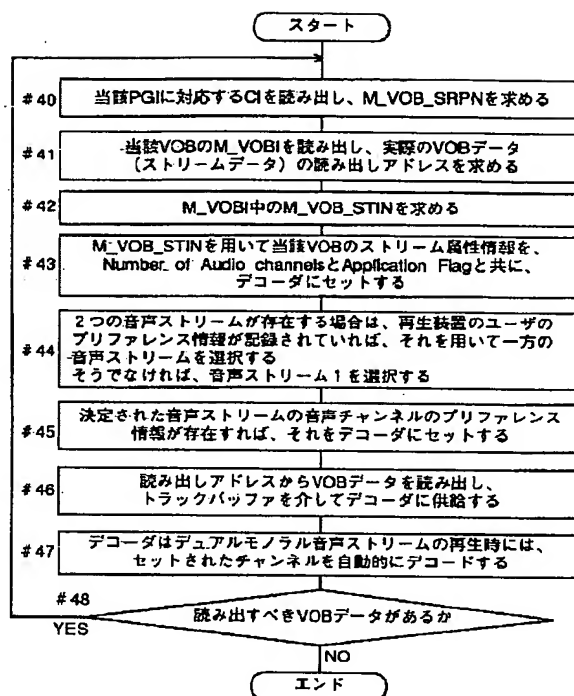 スタート
#40
当該PGIに対応するCIを読み出し、M_VOB_SRPNを求める
#41
当該VOBのM_VOBIを読み出し、実際のVOBデータ
(ストリームデータ)の読み出しアドレスを求める
#42
M_VOBI中のM_VOB_STINを求める
#43
M_VOB_STINを用いて当該VOBのストリーム属性情報を、
Number_of Audio channelsとApplication Flagと共に、
デコーダにセットする
#44
2つの音声ストリームが存在する場合は、再生装置のユーザの
プリファレンス情報が記録されていれば、それを用いて一方の
音声ストリームを選択する
そうでなければ、音声ストリーム1を選択する
#45
決定された音声ストリームの音声チャンネルのプリファレンス
情報が存在すれば、それをデコーダにセットする
#46
読み出しアドレスからVOBデータを読み出し、
トラックバッファを介してデコーダに供給する
#47
デコーダはデュアルモノラル音声ストリームの再生時には、
セットされたチャンネルを自動的にデコードする
#48
読み出すべきVOBデータがあるか
YES
NO
エンド